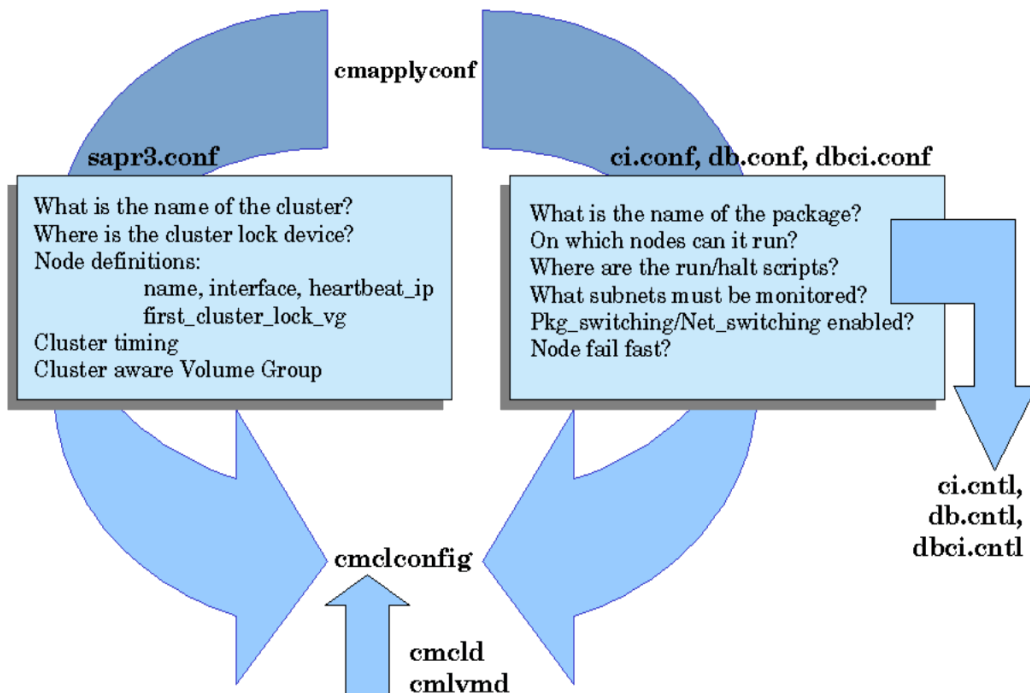 cmapplyconf
sapr3.conf
What is the name of the cluster?
Where is the cluster lock device?
Node definitions:
name, interface, heartbeat_ip
first_cluster_lock_vg
Cluster timing
Cluster aware Volume Group
ci.conf, db.conf, dbci.conf
What is the name of the package?
On which nodes can it run?
Where are the run/halt scripts?
What subnets must be monitored?
Pkg_switching/Net_switching enabled?
Node fail fast?
ci.cntl,
db.cntl,
dbci.cntl
cmclconfig
cmcld
cmlvmd